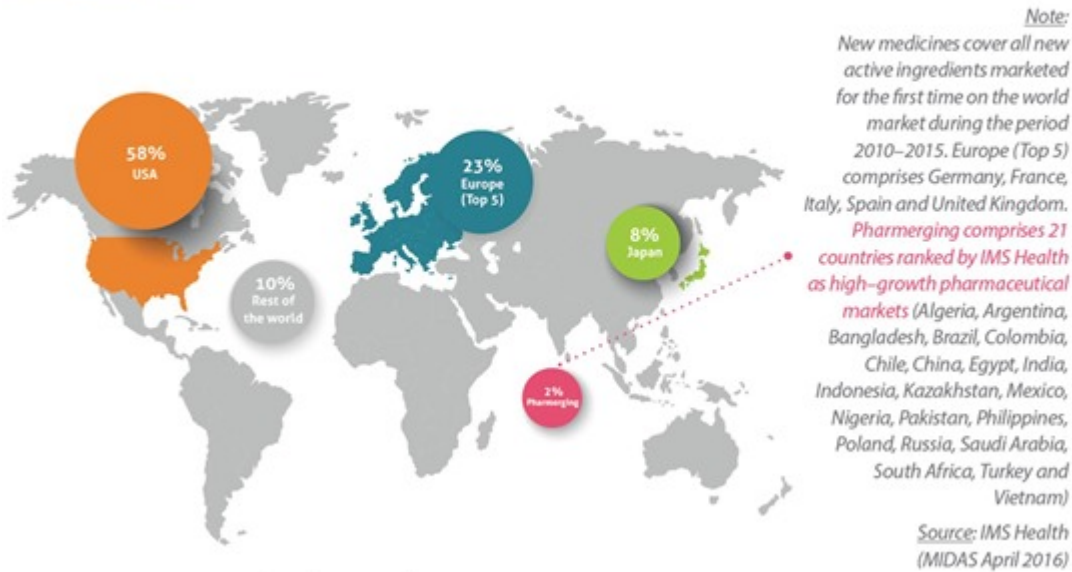 58%
USA
23%
Europe
(Top 5)
8%
Japan
10%
Rest of
the world
2%
Pharmerging
Note:
New medicines cover all new
active ingredients marketed
for the first time on the world
market during the period
2010–2015. Europe (Top 5)
comprises Germany, France,
Italy, Spain and United Kingdom.
Pharmerging comprises 21
countries ranked by IMS Health
as high–growth pharmaceutical
markets (Algeria, Argentina,
Bangladesh, Brazil, Colombia,
Chile, China, Egypt, India,
Indonesia, Kazakhstan, Mexico,
Nigeria, Pakistan, Philippines,
Poland, Russia, Saudi Arabia,
South Africa, Turkey and
Vietnam)
Source: IMS Health
(MIDAS April 2016)